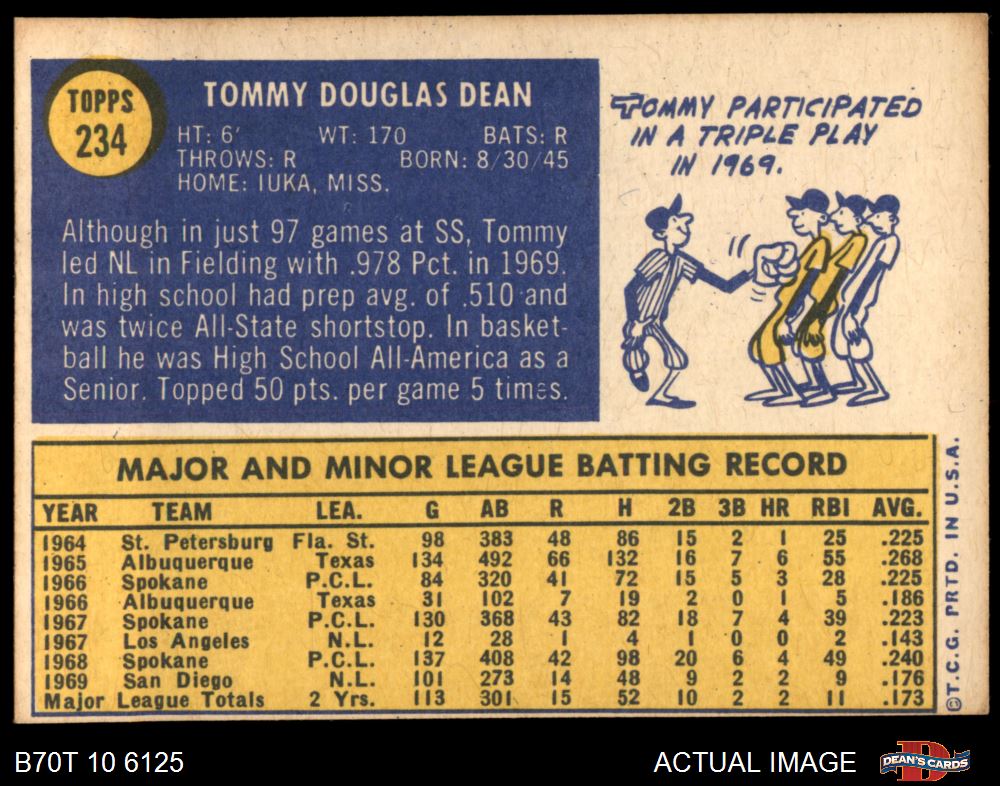 TOPPS
234
TOMMY DOUGLAS DEAN
HT: 6' WT: 170 BATS: R
THROWS: R BORN: 8/30/45
HOME: IUKA, MISS.
Although in just 97 games at SS, Tommy
led NL in Fielding with .978 Pct. in 1969.
In high school had prep avg. of .510 and
was twice All-State shortstop. In basket-
ball he was High School All-America as a
Senior. Topped 50 pts. per game 5 times.
TOMMY PARTICIPATED
IN A TRIPLE PLAY
IN 1969.
MAJOR AND MINOR LEAGUE BATTING RECORD
YEAR TEAM LEA. G AB R H 2B 3B HR RBI AVG.
1964 St. Petersburg Fla. St. 98 383 48 86 15 2 1 25 .225
1965 Albuquerque Texas 134 492 66 132 16 7 6 55 .268
1966 Spokane P.C.L. 84 320 41 72 15 5 3 28 .225
1966 Albuquerque Texas 31 102 7 19 2 0 1 5 .186
1967 Spokane P.C.L. 130 368 43 82 18 7 4 39 .223
1967 Los Angeles N.L. 12 28 1 4 1 0 0 2 .143
1968 Spokane P.C.L. 137 408 42 98 20 6 4 49 .240
1969 San Diego N.L. 101 273 14 48 9 2 2 9 .176
Major League Totals 2 Yrs. 113 301 15 52 10 2 2 11 .173
©T.C.G. PRTD. IN U.S.A.
B70T 10 6125
ACTUAL IMAGE
D
DEAN'S CARDS